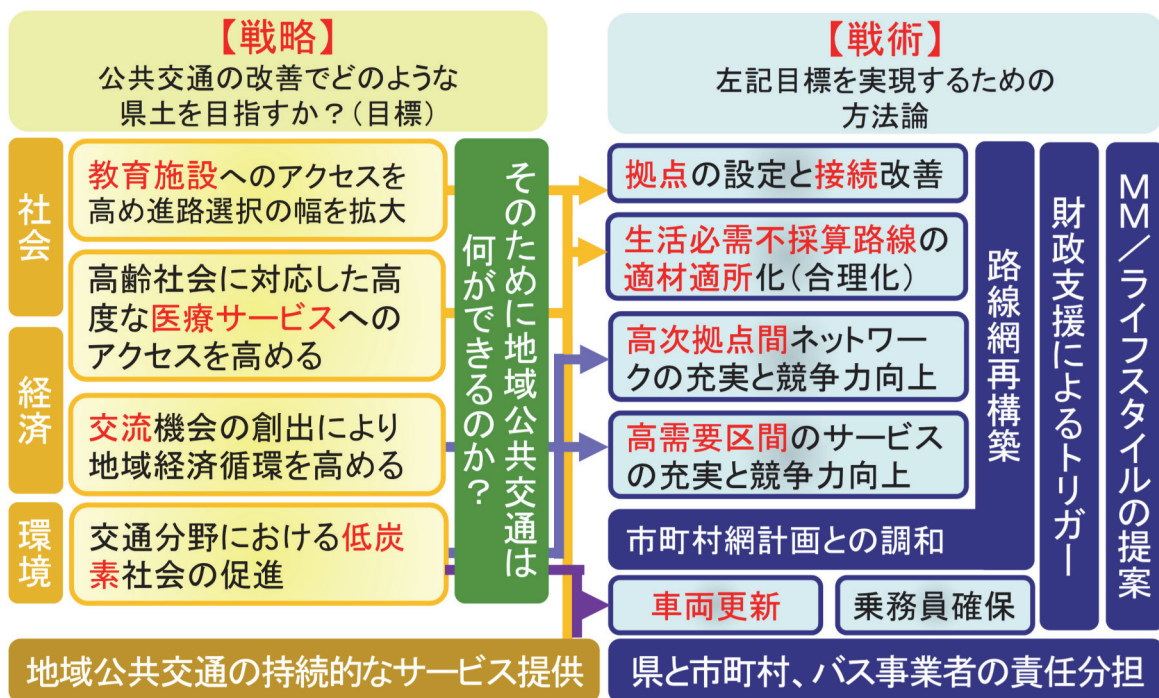 【戦略】
公共交通の改善でどのような
県土を目指すか？（目標）
社会
教育施設へのアクセスを
高め進路選択の幅を拡大
高齢社会に対応した高
度な医療サービスへの
アクセスを高める
経済
交流機会の創出により
地域経済循環を高める
環境
交通分野における低炭
素社会の促進
そのために地域公共交通は
何ができるのか？
地域公共交通の持続的なサービス提供
【戦術】
左記目標を実現するための
方法論
拠点の設定と接続改善
生活必需不採算路線の
適材適所化（合理化）
高次拠点間ネットワー
クの充実と競争力向上
高需要区間のサービス
の充実と競争力向上
市町村網計画との調和
路線網再構築
車両更新
乗務員確保
財政支援によるトリガー
ＭＭ／ライフスタイルの提案
県と市町村、バス事業者の責任分担